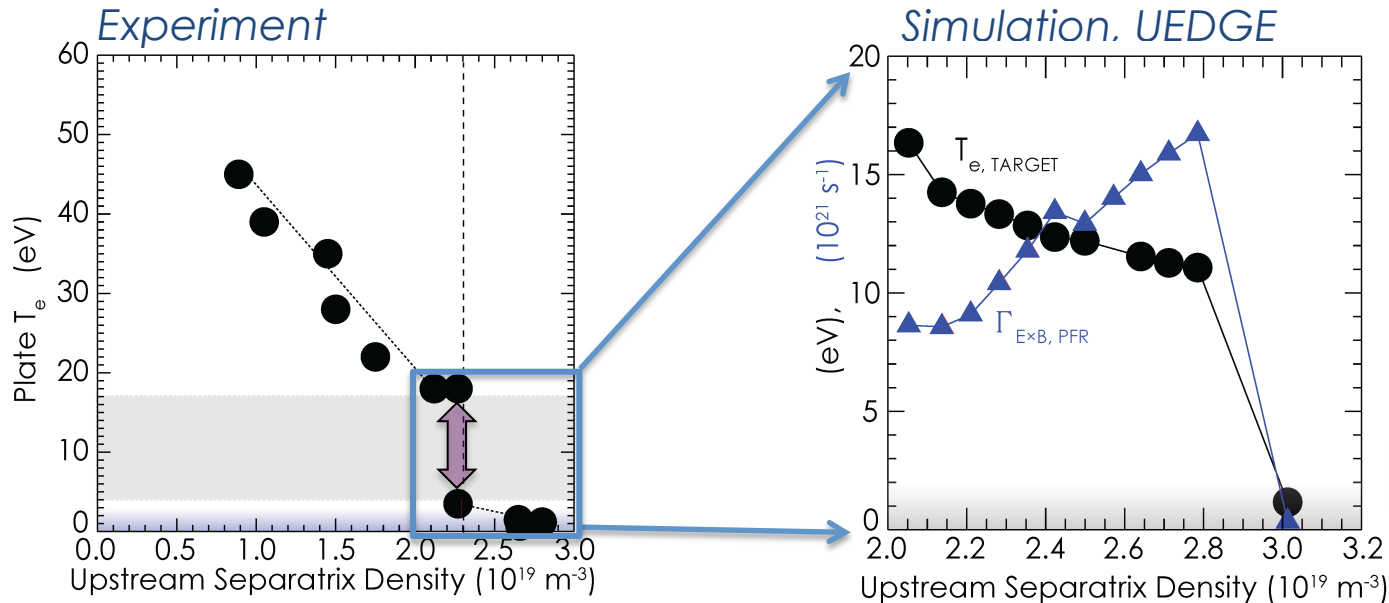 Experiment
60
50
40
30
20
10
0
Plate Te (eV)
0.0 0.5 1.0 1.5 2.0 2.5 3.0
Upstream Separatrix Density (10¹⁹ m⁻³)
Simulation, UEDGE
20
15
10
5
0
(eV), (10²¹ s⁻¹)
Te, TARGET
ΓE×B, PFR
2.0 2.2 2.4 2.6 2.8 3.0 3.2
Upstream Separatrix Density (10¹⁹ m⁻³)